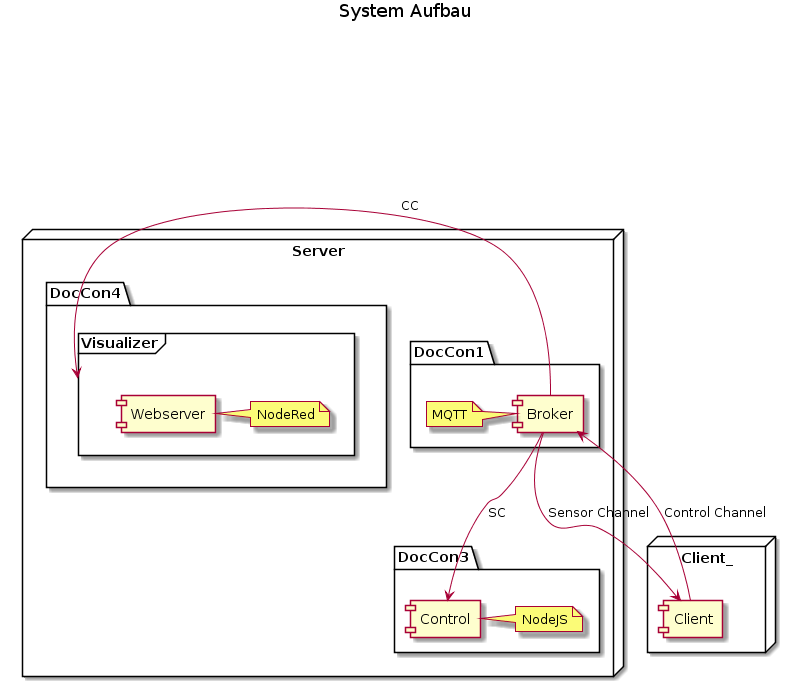 System Aufbau
CC
Server
DocCon4
Visualizer
Webserver
NodeRed
DocCon1
MQTT
Broker
SC
Sensor Channel
Control Channel
DocCon3
Control
NodeJS
Client_
Client